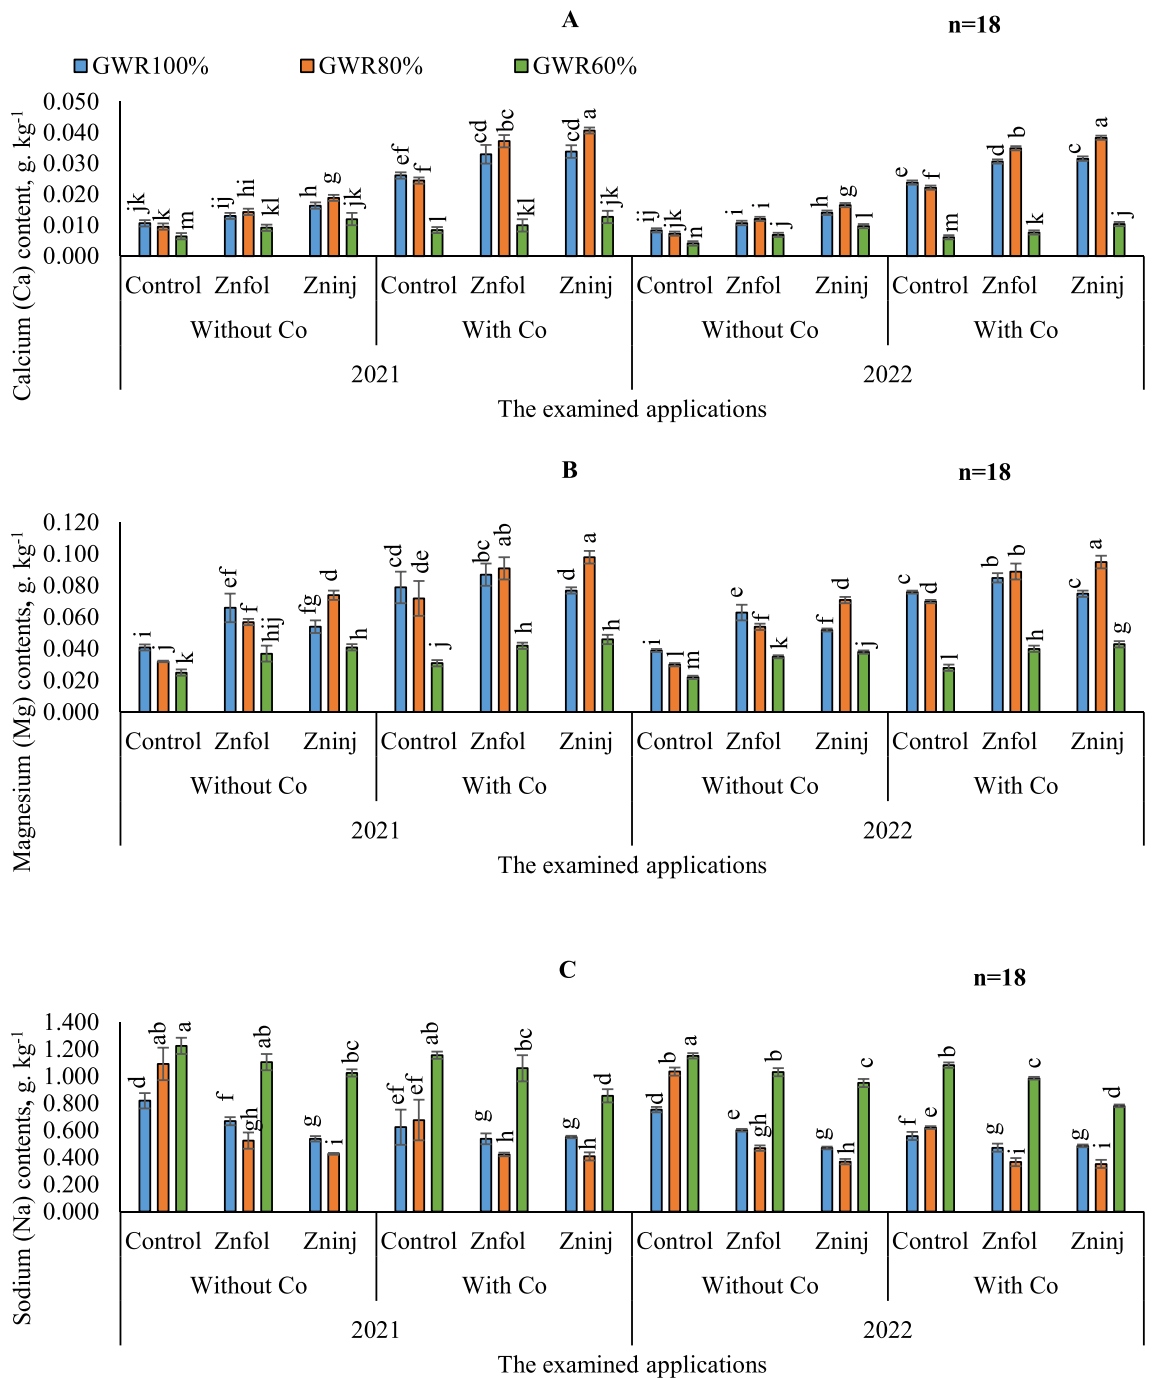 A
n=18
GWR100% GWR80% GWR60%
Calcium (Ca) content, g. kg-1
0.050
0.040
0.030
0.020
0.010
0.000
jk k m ij hi kl h g jk ef f l cd bc kl cd a jk ij jk n i i j h g l e f m d b k c a j
Control Znfol Zninj Control Znfol Zninj Control Znfol Zninj Control Znfol Zninj
Without Co With Co Without Co With Co
2021 2022
The examined applications
B
n=18
Magnesium (Mg) contents, g. kg-1
0.120
0.100
0.080
0.060
0.040
0.020
0.000
i j k ef f hij fg d h cd de j bc ab h d a h i l m e f k f d j c d l b b h c a g
Control Znfol Zninj Control Znfol Zninj Control Znfol Zninj Control Znfol Zninj
Without Co With Co Without Co With Co
2021 2022
The examined applications
C
n=18
Sodium (Na) contents, g. kg-1
1.400
1.200
1.000
0.800
0.600
0.400
0.200
0.000
d ab a f gh ab g i bc ef ef ab g h bc g h d d b a e gh b g h c f e b g i c g i d
Control Znfol Zninj Control Znfol Zninj Control Znfol Zninj Control Znfol Zninj
Without Co With Co Without Co With Co
2021 2022
The examined applications